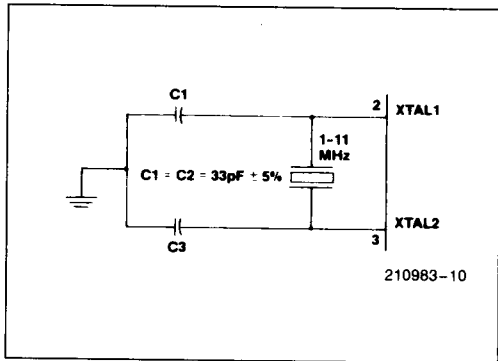 C1
2 XTAL1
1-11
MHz
C1 = C2 = 33pF ± 5%
XTAL2
3
C3
210983-10